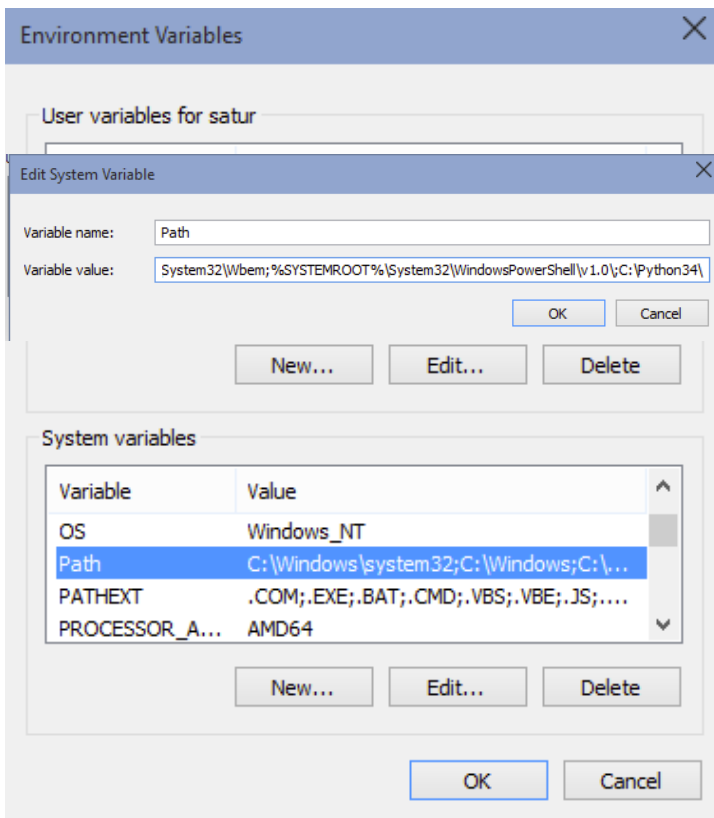 Environment Variables
User variables for satur
Edit System Variable
Variable name: Path
Variable value: System32\Wbem;%SYSTEMROOT%\System32\WindowsPowerShell\v1.0\;C:\Python34\
OK Cancel
New... Edit... Delete
System variables
Variable Value
OS Windows_NT
Path C:\Windows\system32;C:\Windows;C:\...
PATHEXT .COM;.EXE;.BAT;.CMD;.VBS;.VBE;.JS;....
PROCESSOR_A... AMD64
New... Edit... Delete
OK Cancel